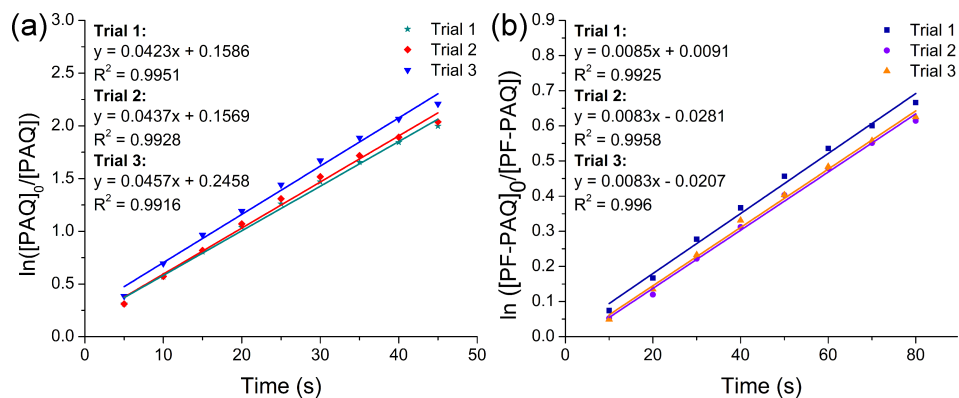 (a)
3.0
2.5
2.0
1.5
1.0
0.5
0.0
0
10
20
30
40
50
ln([PAQ]0/[PAQ])
Time (s)
Trial 1:
y = 0.0423x + 0.1586
R² = 0.9951
Trial 2:
y = 0.0437x + 0.1569
R² = 0.9928
Trial 3:
y = 0.0457x + 0.2458
R² = 0.9916
Trial 1
Trial 2
Trial 3
(b)
0.9
0.8
0.7
0.6
0.5
0.4
0.3
0.2
0.1
0.0
0
20
40
60
80
ln ([PF-PAQ]0/[PF-PAQ])
Time (s)
Trial 1:
y = 0.0085x + 0.0091
R² = 0.9925
Trial 2:
y = 0.0083x - 0.0281
R² = 0.9958
Trial 3:
y = 0.0083x - 0.0207
R² = 0.996
Trial 1
Trial 2
Trial 3